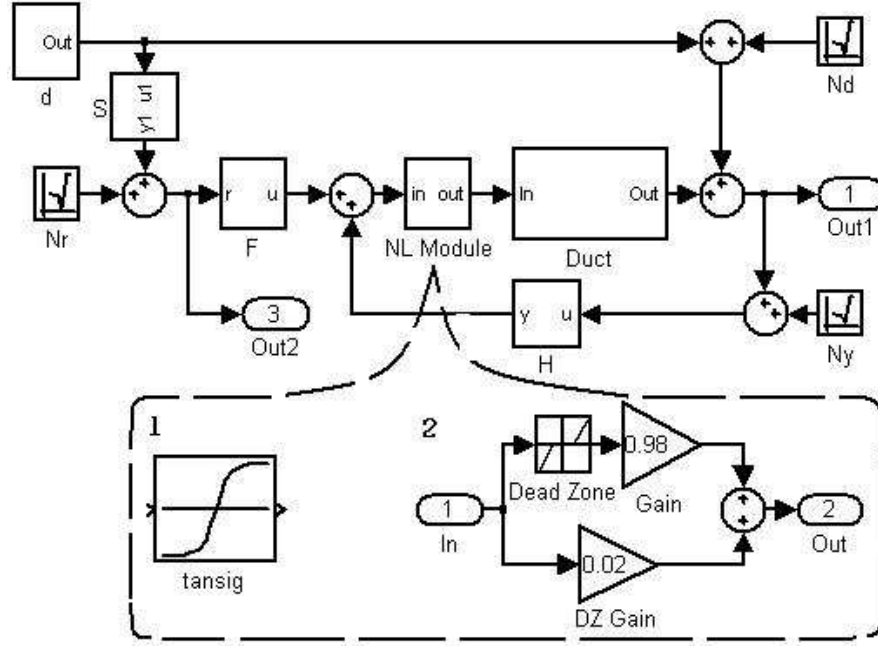 Out
d
Nd
S
u1
y1
Nr
r u
F
in out
NL Module
In Out
Duct
1
Out1
3
Out2
y u
H
Ny
1
tansig
2
Dead Zone
0.98
Gain
1
In
0.02
DZ Gain
2
Out